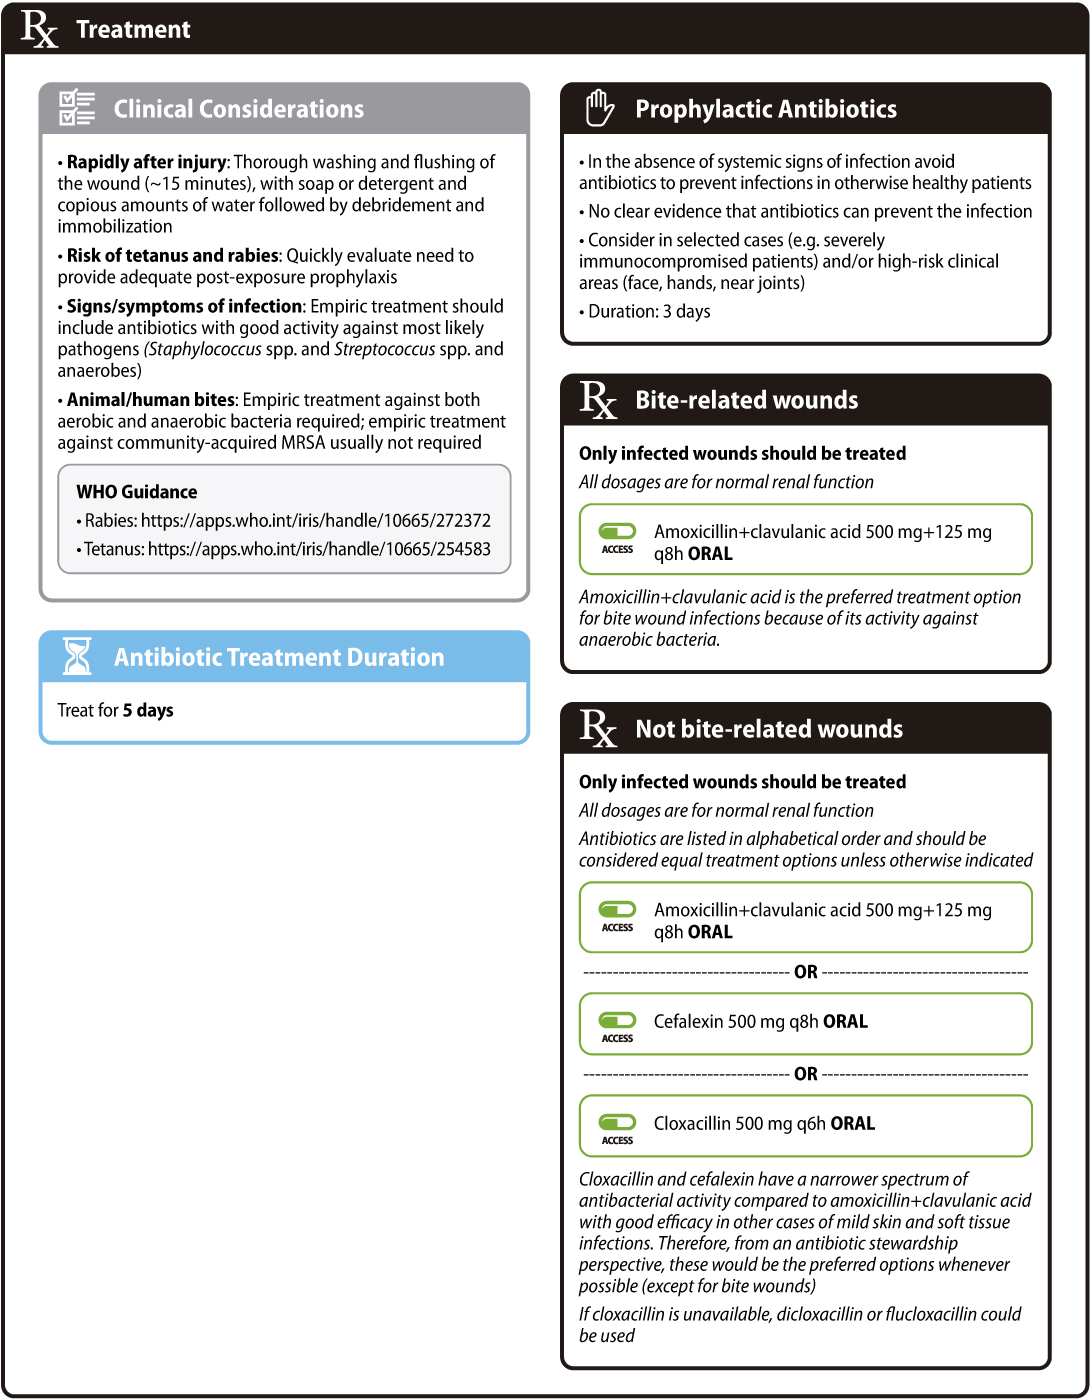 Rx Treatment
Clinical Considerations
• Rapidly after injury: Thorough washing and flushing of
the wound (~15 minutes), with soap or detergent and
copious amounts of water followed by debridement and
immobilization
• Risk of tetanus and rabies: Quickly evaluate need to
provide adequate post-exposure prophylaxis
• Signs/symptoms of infection: Empiric treatment should
include antibiotics with good activity against most likely
pathogens (Staphylococcus spp. and Streptococcus spp. and
anaerobes)
• Animal/human bites: Empiric treatment against both
aerobic and anaerobic bacteria required; empiric treatment
against community-acquired MRSA usually not required
WHO Guidance
• Rabies: https://apps.who.int/iris/handle/10665/272372
• Tetanus: https://apps.who.int/iris/handle/10665/254583
Antibiotic Treatment Duration
Treat for 5 days
Prophylactic Antibiotics
• In the absence of systemic signs of infection avoid
antibiotics to prevent infections in otherwise healthy patients
• No clear evidence that antibiotics can prevent the infection
• Consider in selected cases (e.g. severely
immunocompromised patients) and/or high-risk clinical
areas (face, hands, near joints)
• Duration: 3 days
Rx Bite-related wounds
Only infected wounds should be treated
All dosages are for normal renal function
ACCESS
Amoxicillin+clavulanic acid 500 mg+125 mg
q8h ORAL
Amoxicillin+clavulanic acid is the preferred treatment option
for bite wound infections because of its activity against
anaerobic bacteria.
Rx Not bite-related wounds
Only infected wounds should be treated
All dosages are for normal renal function
Antibiotics are listed in alphabetical order and should be
considered equal treatment options unless otherwise indicated
ACCESS
Amoxicillin+clavulanic acid 500 mg+125 mg
q8h ORAL
OR
ACCESS
Cefalexin 500 mg q8h ORAL
OR
ACCESS
Cloxacillin 500 mg q6h ORAL
Cloxacillin and cefalexin have a narrower spectrum of
antibacterial activity compared to amoxicillin+clavulanic acid
with good efficacy in other cases of mild skin and soft tissue
infections. Therefore, from an antibiotic stewardship
perspective, these would be the preferred options whenever
possible (except for bite wounds)
If cloxacillin is unavailable, dicloxacillin or flucloxacillin could
be used